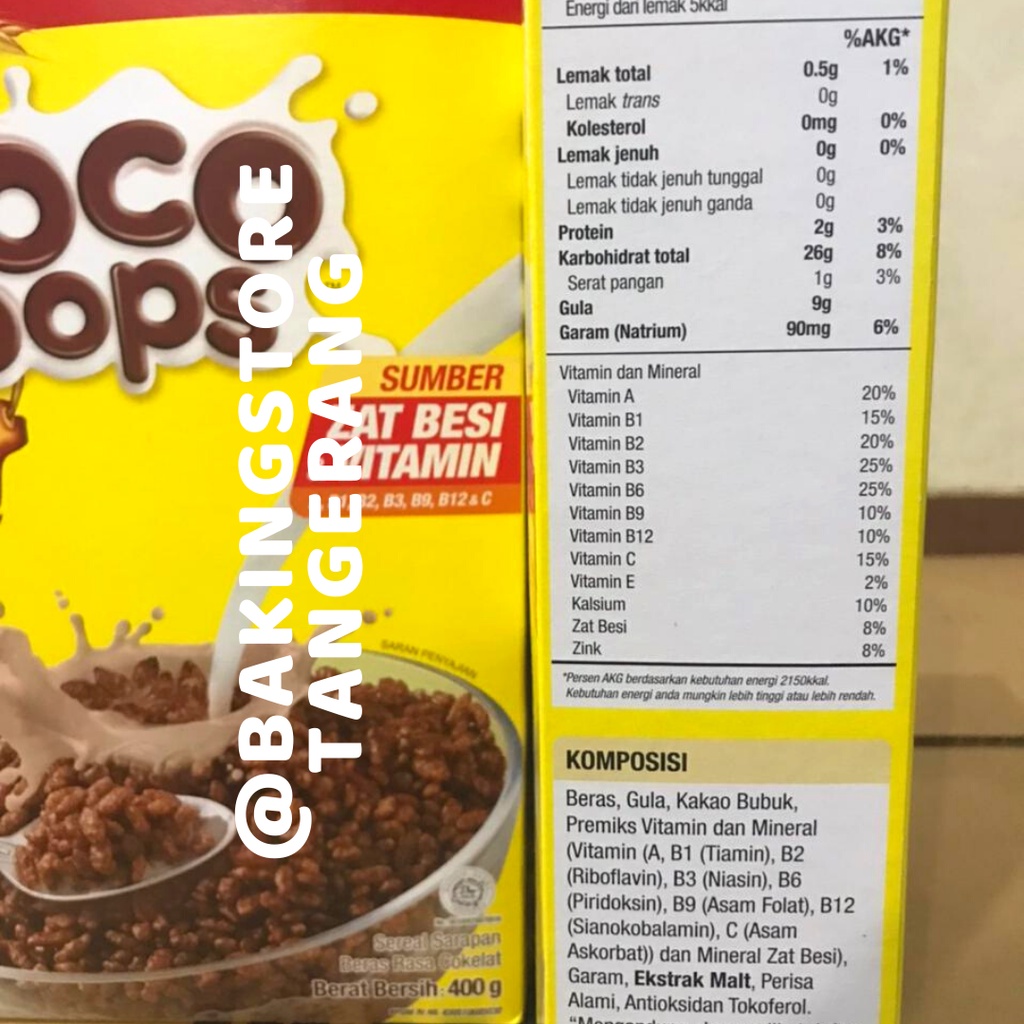 oco
ops
SUMBER
ZAT BESI
VITAMIN
B2, B3, B9, B12 & C
SARAN PENYAJIAN
@BAKINGSTORE
TANGERANG
Sereal Sarapan
Beras Rasa Cokelat
Berat Bersih: 400 g
Energi dari lemak 5kkal
%AKG*
Lemak total 0.5g 1%
Lemak trans 0g
Kolesterol 0mg 0%
Lemak jenuh 0g 0%
Lemak tidak jenuh tunggal 0g
Lemak tidak jenuh ganda 0g
Protein 2g 3%
Karbohidrat total 26g 8%
Serat pangan 1g 3%
Gula 9g
Garam (Natrium) 90mg 6%
Vitamin dan Mineral
Vitamin A 20%
Vitamin B1 15%
Vitamin B2 20%
Vitamin B3 25%
Vitamin B6 25%
Vitamin B9 10%
Vitamin B12 10%
Vitamin C 15%
Vitamin E 2%
Kalsium 10%
Zat Besi 8%
Zink 8%
*Persen AKG berdasarkan kebutuhan energi 2150kkal.
Kebutuhan energi anda mungkin lebih tinggi atau lebih rendah.
KOMPOSISI
Beras, Gula, Kakao Bubuk,
Premiks Vitamin dan Mineral
(Vitamin (A, B1 (Tiamin), B2
(Riboflavin), B3 (Niasin), B6
(Piridoksin), B9 (Asam Folat), B12
(Sianokobalamin), C (Asam
Askorbat)) dan Mineral Zat Besi),
Garam, Ekstrak Malt, Perisa
Alami, Antioksidan Tokoferol.